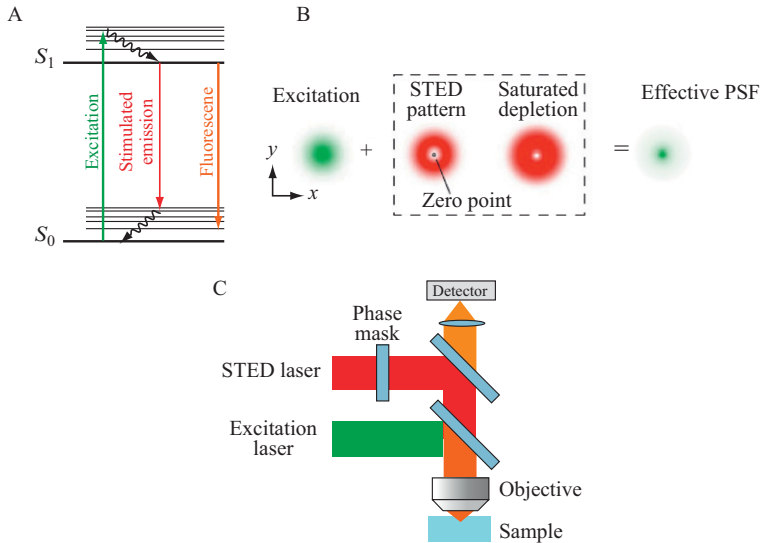 A
S1
Excitation
Stimulated
emission
Fluorescene
S0
B
Excitation
y
x
+
STED
pattern
Saturated
depletion
Zero point
=
Effective PSF
C
Detector
Phase
mask
STED laser
Excitation
laser
Objective
Sample